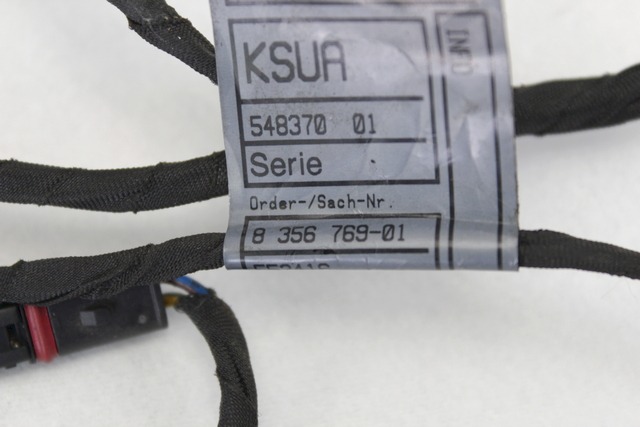 KSUA
548370 01
Serie
Order-/Sach-Nr.
8 356 769-01
INFO